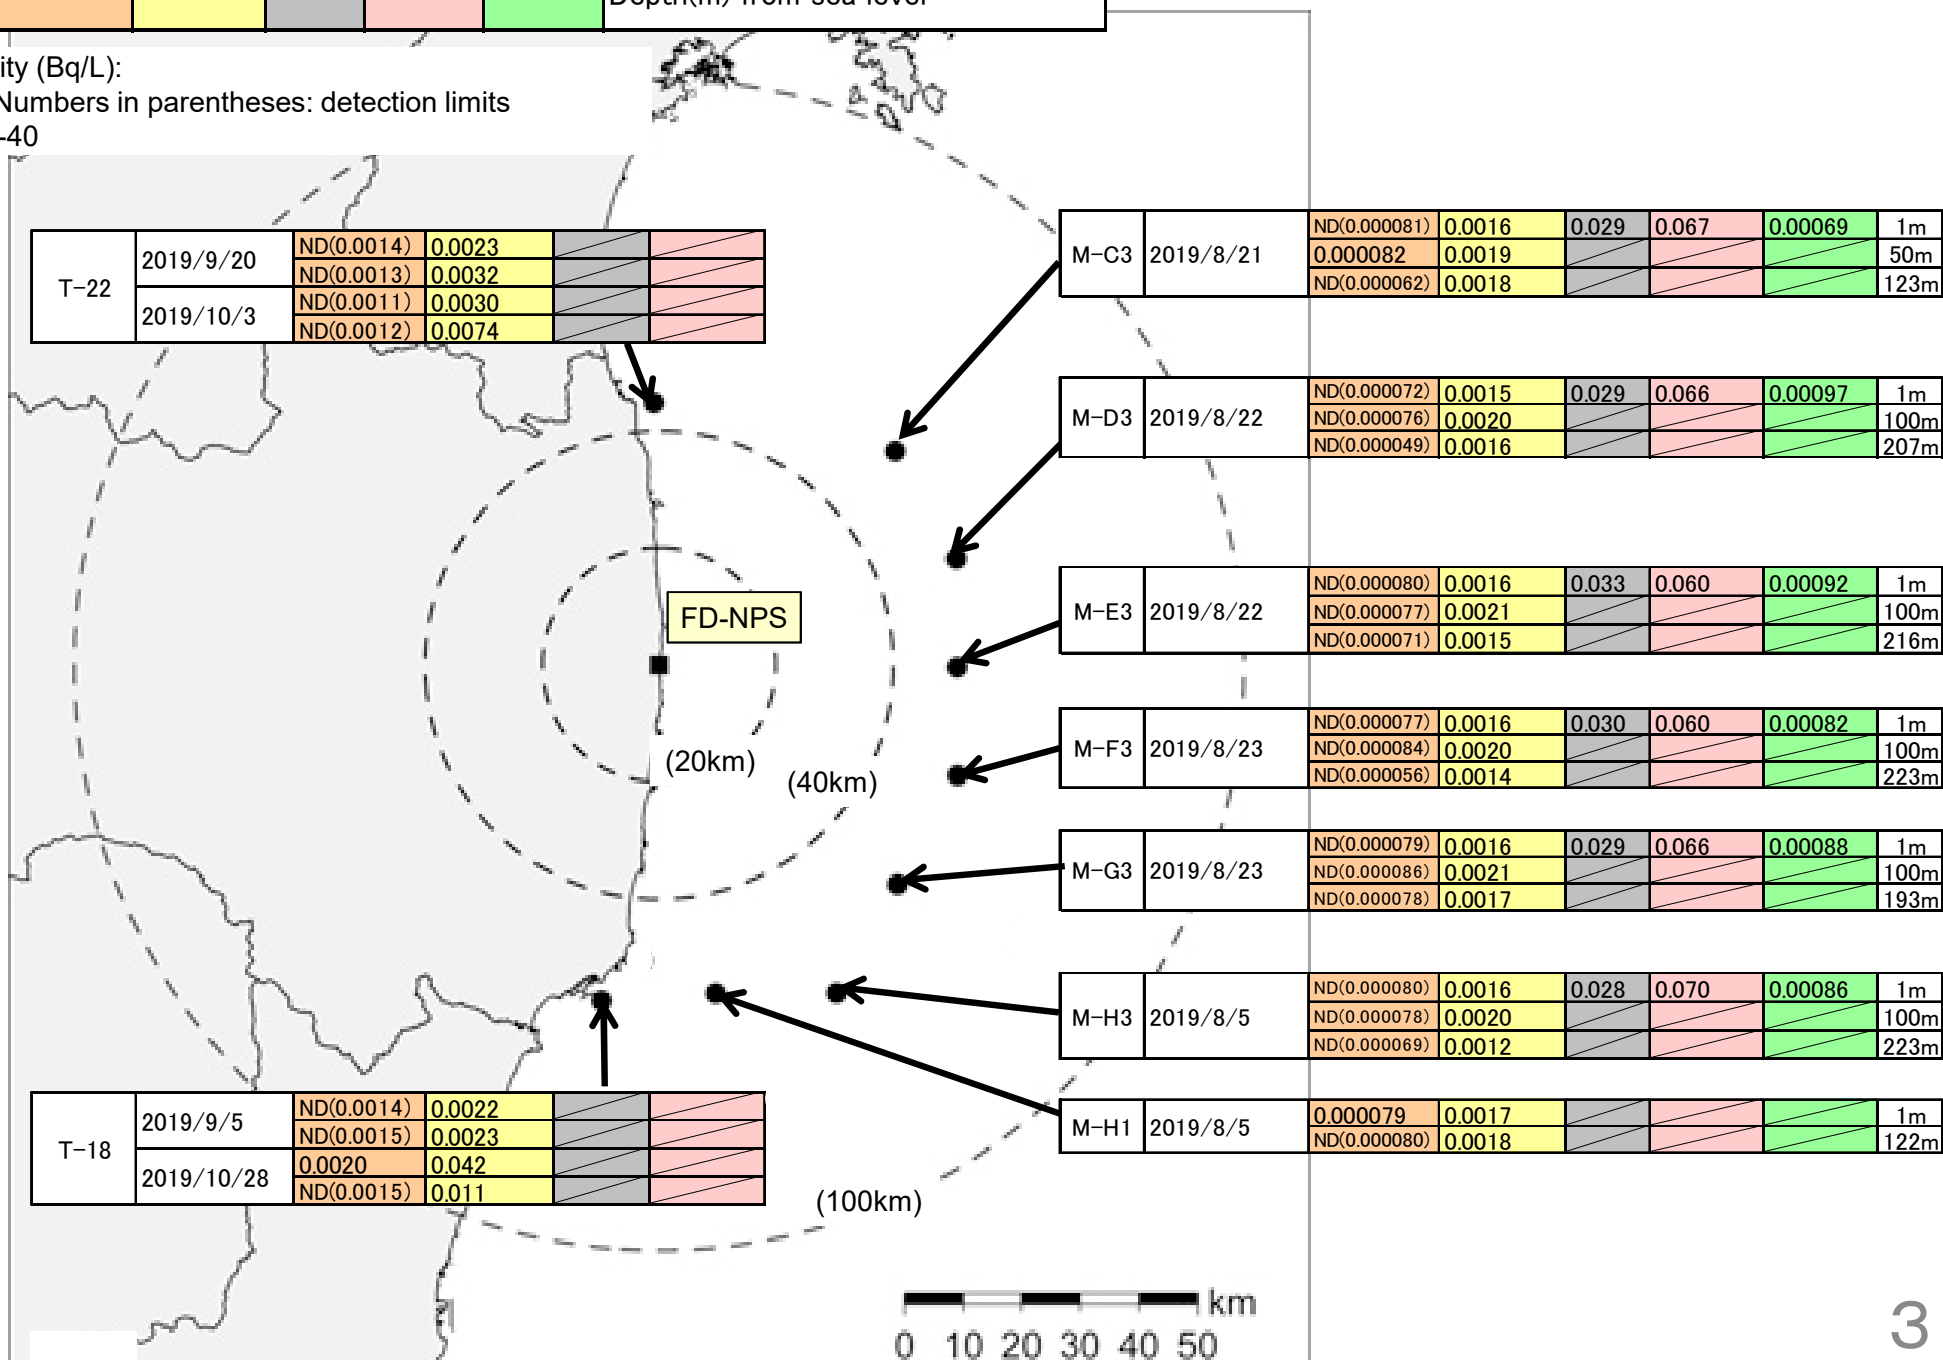 ity (Bq/L):
Numbers in parentheses: detection limits
-40
T-22 2019/9/20 ND(0.0014) 0.0023
ND(0.0013) 0.0032
2019/10/3 ND(0.0011) 0.0030
ND(0.0012) 0.0074
M-C3 2019/8/21 ND(0.000081) 0.0016 0.029 0.067 0.00069 1m
0.000082 0.0019 50m
ND(0.000062) 0.0018 123m
M-D3 2019/8/22 ND(0.000072) 0.0015 0.029 0.066 0.00097 1m
ND(0.000076) 0.0020 100m
ND(0.000049) 0.0016 207m
FD-NPS
M-E3 2019/8/22 ND(0.000080) 0.0016 0.033 0.060 0.00092 1m
ND(0.000077) 0.0021 100m
ND(0.000071) 0.0015 216m
(20km)
(40km)
M-F3 2019/8/23 ND(0.000077) 0.0016 0.030 0.060 0.00082 1m
ND(0.000084) 0.0020 100m
ND(0.000056) 0.0014 223m
M-G3 2019/8/23 ND(0.000079) 0.0016 0.029 0.066 0.00088 1m
ND(0.000086) 0.0021 100m
ND(0.000078) 0.0017 193m
M-H3 2019/8/5 ND(0.000080) 0.0016 0.028 0.070 0.00086 1m
ND(0.000078) 0.0020 100m
ND(0.000069) 0.0012 223m
M-H1 2019/8/5 0.000079 0.0017 1m
ND(0.000080) 0.0018 122m
T-18 2019/9/5 ND(0.0014) 0.0022
ND(0.0015) 0.0023
2019/10/28 0.0020 0.042
ND(0.0015) 0.011
(100km)
km
0 10 20 30 40 50
3